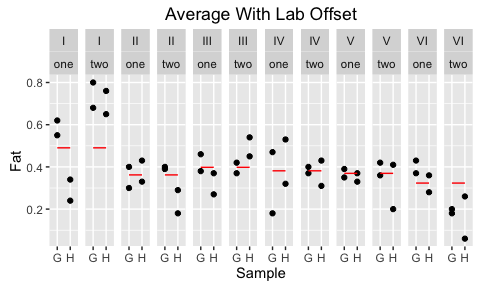 Average With Lab Offset
I I II II III III IV IV V V VI VI
one two one two one two one two one two one two
0.8
0.6
0.4
0.2
Fat
G H G H G H G H G H G H G H G H G H G H G H G H
Sample